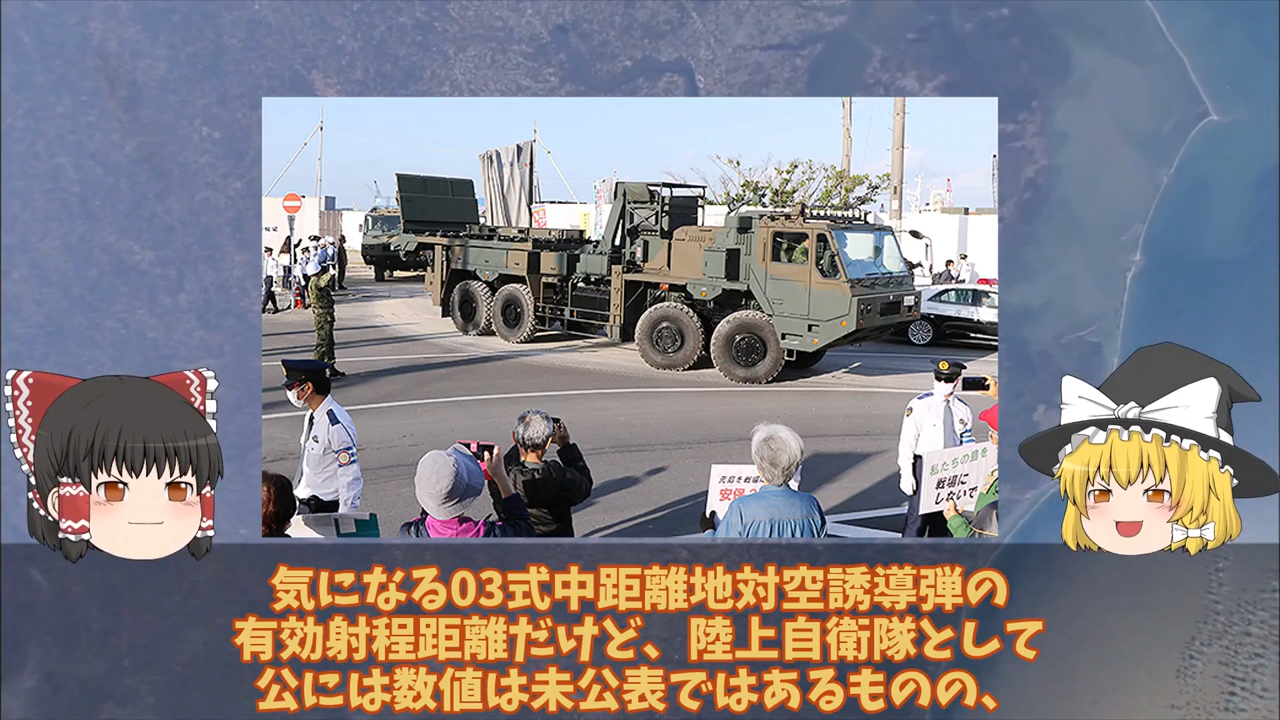 私たちの島を
戦場に
しないで
気になる03式中距離地対空誘導弾の
有効射程距離だけど、陸上自衛隊として
公には数値は未公表ではあるものの、